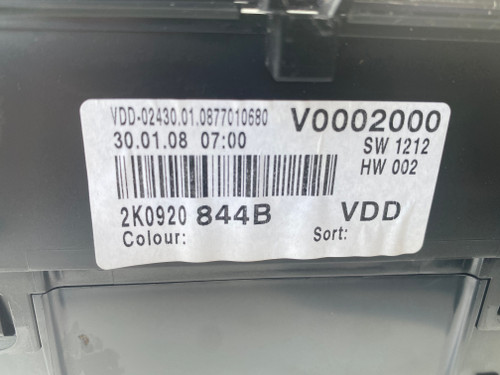 VDD-02430.01.0877010680 V0002000
30.01.08 07:00 SW 1212
HW 002
2K0920 844B VDD
Colour: Sort: